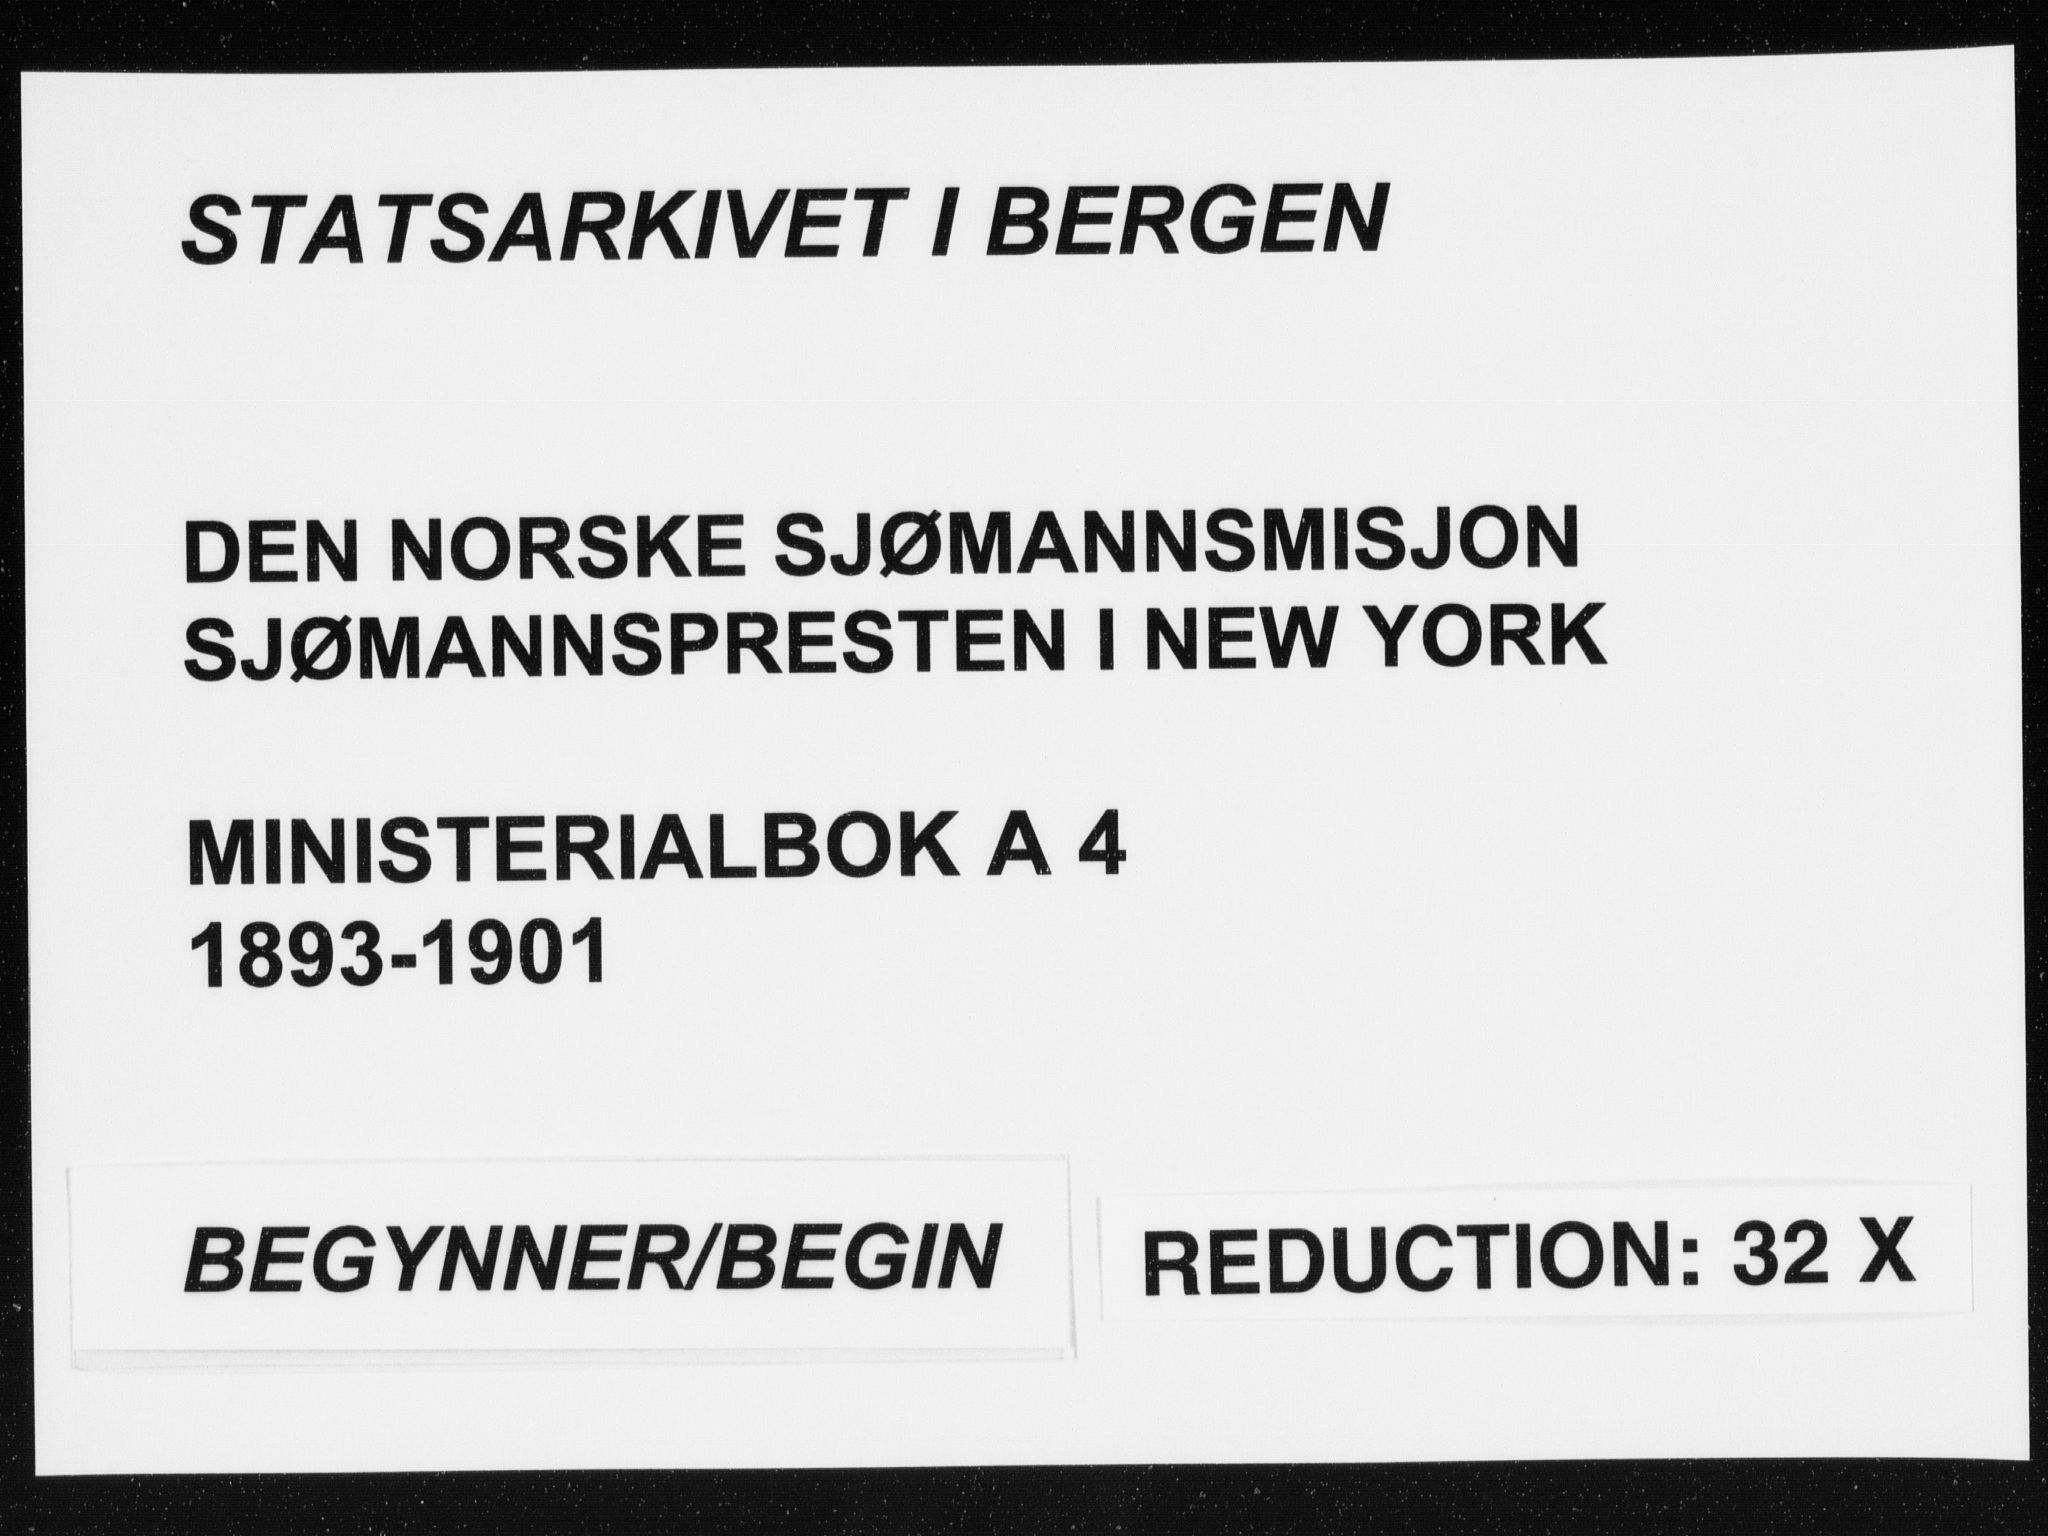 STATSARKIVET I BERGEN
DEN NORSKE SJØMANNSMISJON
SJØMANNSPRESTEN I NEW YORK
MINISTERIALBOK A 4
1893-1901
BEGYNNER/BEGIN
REDUCTION: 32 X